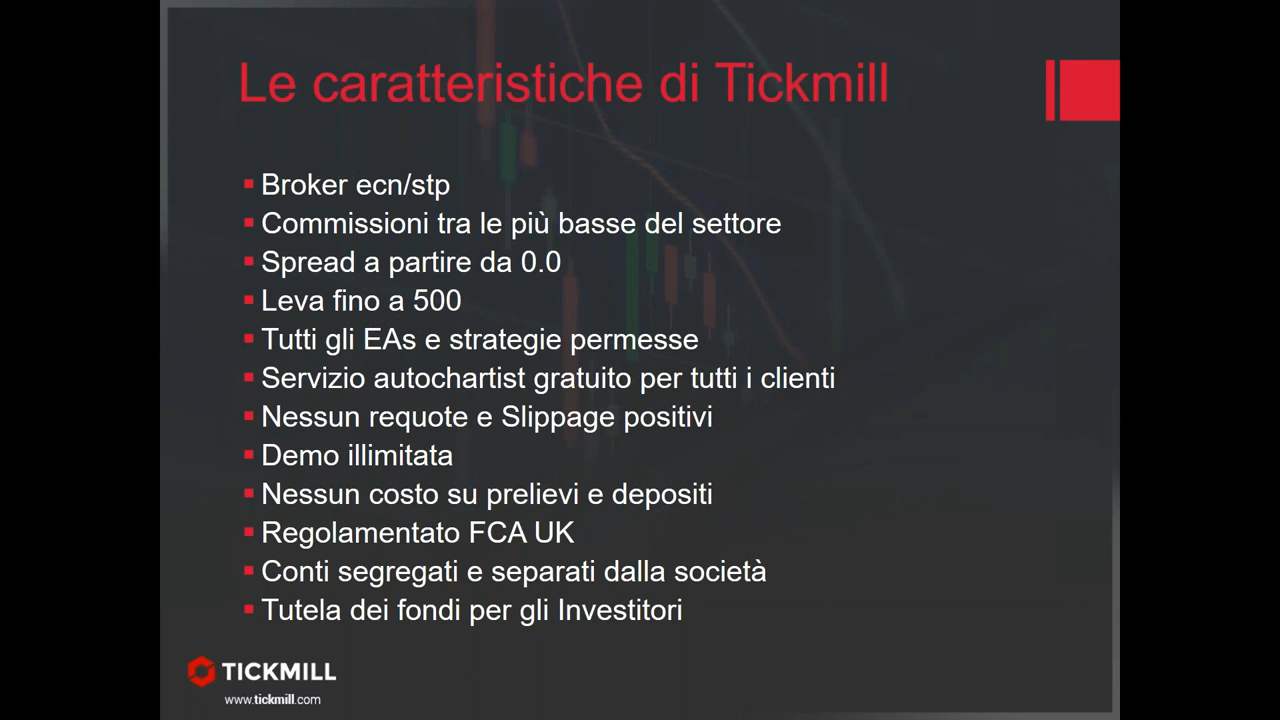 Le caratteristiche di Tickmill
Broker ecn/stp
Commissioni tra le più basse del settore
Spread a partire da 0.0
Leva fino a 500
Tutti gli EAs e strategie permesse
Servizio autochartist gratuito per tutti i clienti
Nessun requote e Slippage positivi
Demo illimitata
Nessun costo su prelievi e depositi
Regolamentato FCA UK
Conti segregati e separati dalla società
Tutela dei fondi per gli Investitori
TICKMILL
www.tickmill.com